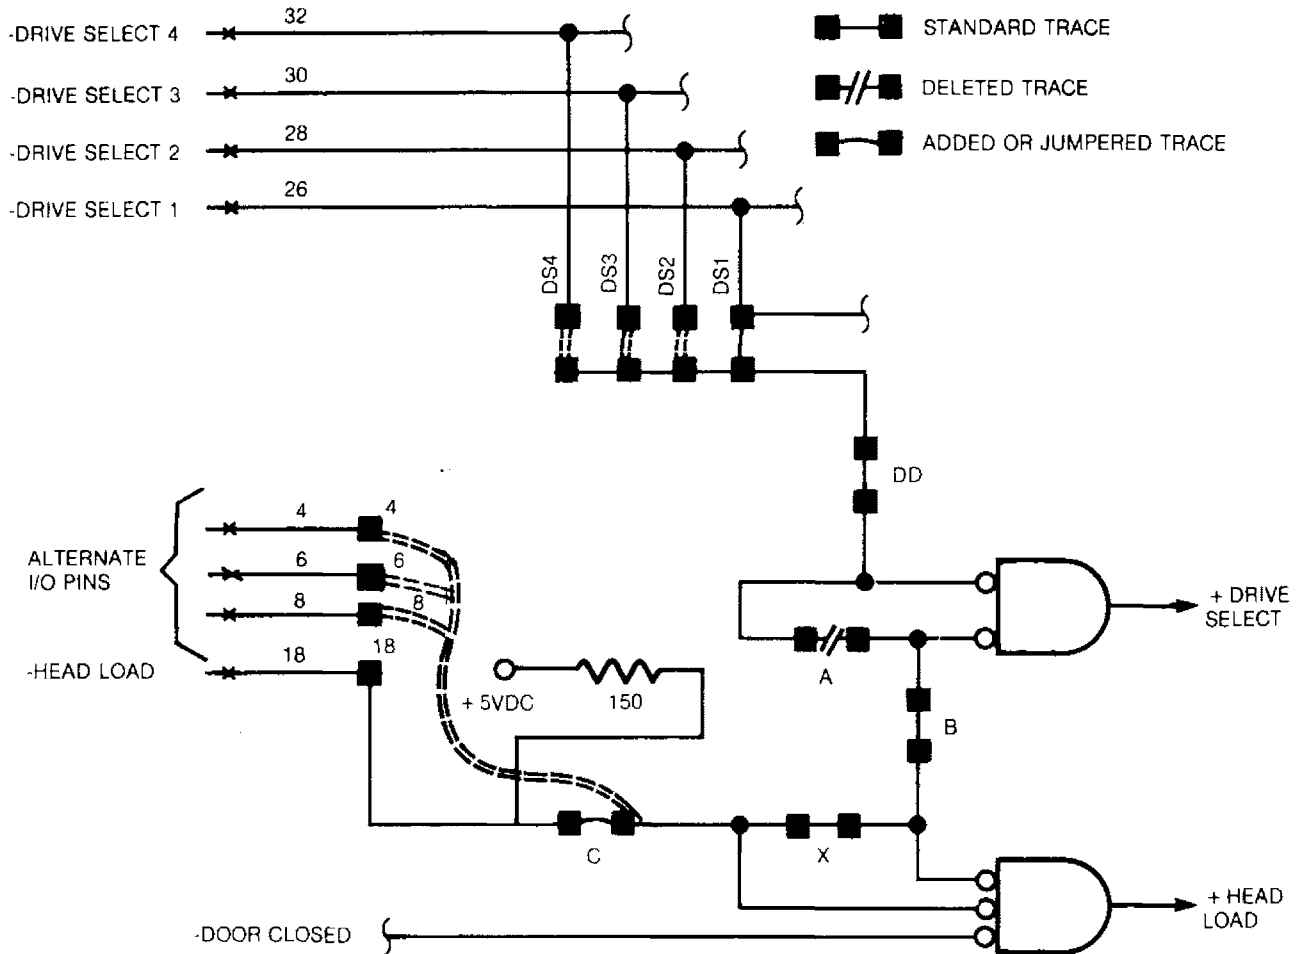 -DRIVE SELECT 4
32
-DRIVE SELECT 3
30
-DRIVE SELECT 2
28
-DRIVE SELECT 1
26
STANDARD TRACE
DELETED TRACE
ADDED OR JUMPERED TRACE
DS4
DS3
DS2
DS1
DD
ALTERNATE
I/O PINS
4
4
6
6
8
8
-HEAD LOAD
18
18
+ 5VDC
150
A
B
C
X
+ DRIVE
SELECT
-DOOR CLOSED
+ HEAD
LOAD